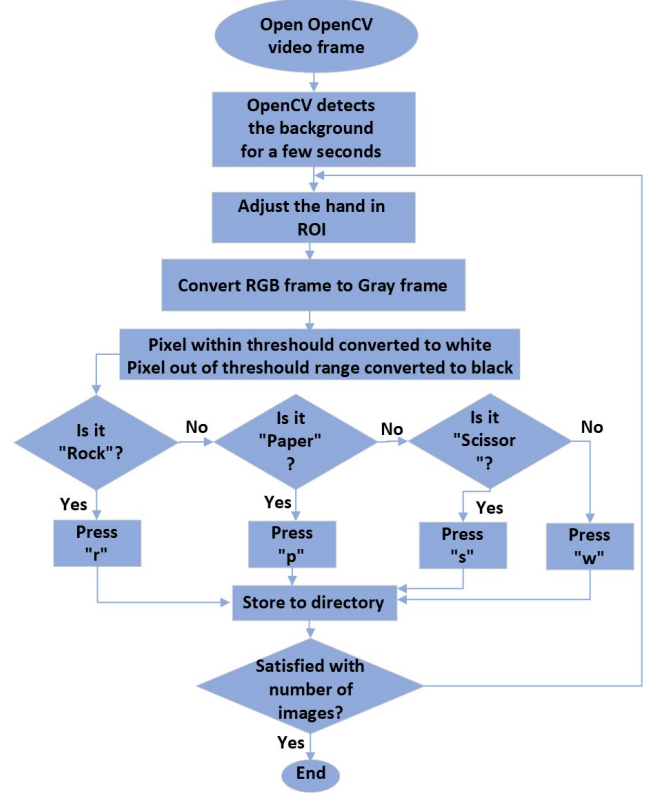 Open OpenCV
video frame
OpenCV detects
the background
for a few seconds
Adjust the hand in
ROI
Convert RGB frame to Gray frame
Pixel within threshould converted to white
Pixel out of threshold range converted to black
Is it
"Rock"?
No
Is it
"Paper"
?
No
Is it
"Scissor
"?
No
Yes
Yes
Yes
Press
"r"
Press
"p"
Press
"s"
Press
"w"
Store to directory
Satisfied with
number of
images?
Yes
End